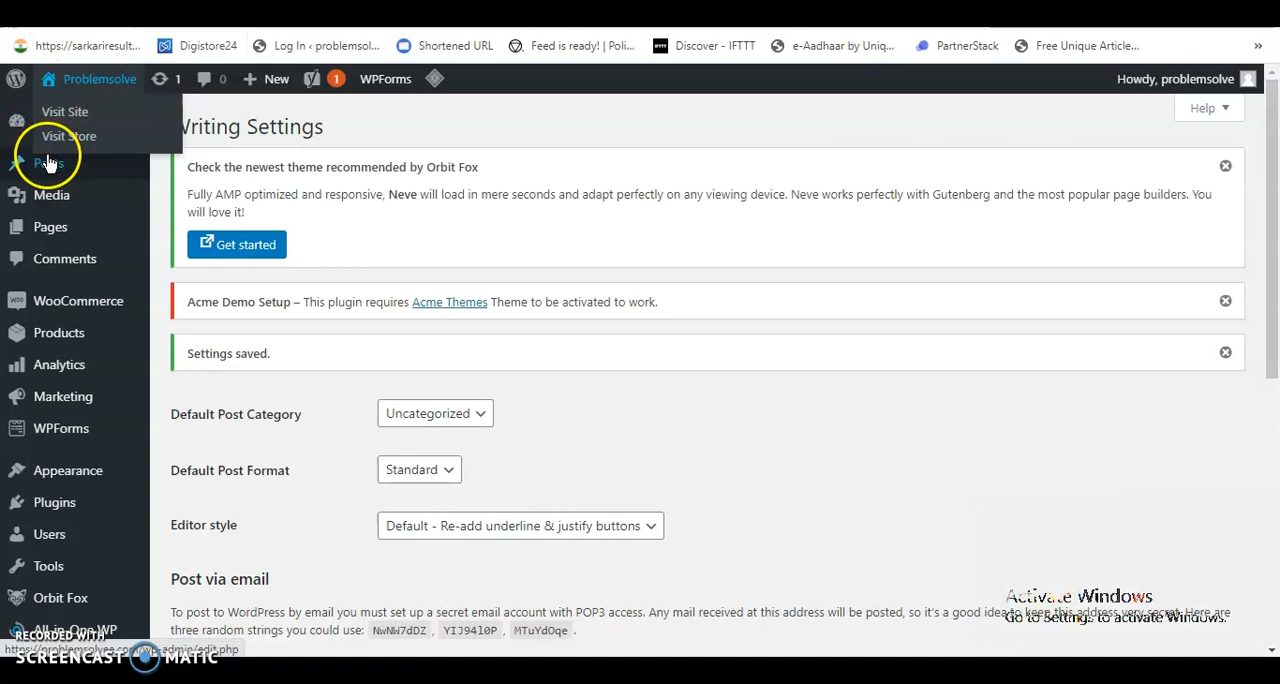 https://sarkariresult... Digistore24 Log In ‹ problemsol... Shortened URL Feed is ready! | Poli... Discover - IFTTT e-Aadhaar by Uniq... PartnerStack Free Unique Article... »
Problemsolve 1 0 New 1 WPForms Howdy, problemsolve
Visit Site
Visit Store
Help
Writing Settings
Posts
Media
Pages
Comments
WooCommerce
Products
Analytics
Marketing
WPForms
Appearance
Plugins
Users
Tools
Orbit Fox
All-in-One WP
Check the newest theme recommended by Orbit Fox
Fully AMP optimized and responsive, Neve will load in mere seconds and adapt perfectly on any viewing device. Neve works perfectly with Gutenberg and the most popular page builders. You
will love it!
Get started
Acme Demo Setup – This plugin requires Acme Themes Theme to be activated to work.
Settings saved.
Default Post Category Uncategorized
Default Post Format Standard
Editor style Default - Re-add underline & justify buttons
Post via email
To post to WordPress by email you must set up a secret email account with POP3 access. Any mail received at this address will be posted, so it's a good idea to keep this address very secret. Here are
three random strings you could use: NwNW7dDZ , YIJ94l0P , MTuYdOqe .
Activate Windows
Go to Settings to activate Windows.
https://problemsolvee.com/wp-admin/edit.php
RECORDED WITH
SCREENCAST MATIC